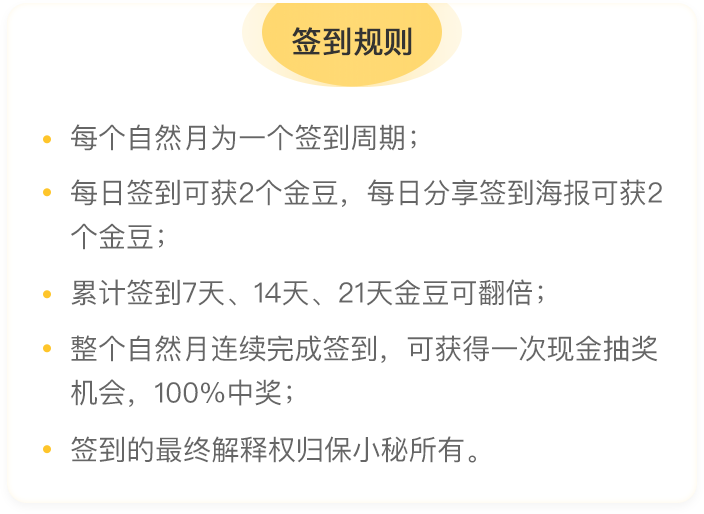 签到规则
每个自然月为一个签到周期；
每日签到可获2个金豆，每日分享签到海报可获2
个金豆；
累计签到7天、14天、21天金豆可翻倍；
整个自然月连续完成签到，可获得一次现金抽奖
机会，100%中奖；
签到的最终解释权归保小秘所有。